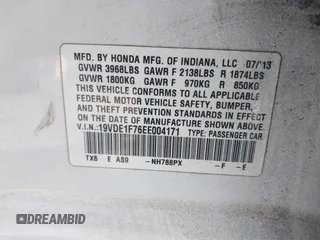 MFD. BY HONDA MFG. OF INDIANA, LLC 07/'13
GVWR 3968LBS GAWR F 2138LBS R 1874LBS
GVWR 1800KG GAWR F 970KG R 850KG
THIS VEHICLE CONFORMS TO ALL APPLICABLE
FEDERAL MOTOR VEHICLE SAFETY, BUMPER,
AND THEFT PREVENTION STANDARDS IN EFFECT
ON THE DATE OF MANUFACTURE SHOWN ABOVE.
V.I.N.: 19VDE1F76EE004171 TYPE: PASSENGER CAR
TX6 E AS9 -NH788PX -F -E
© IDREAMBID
© IDREAMBID